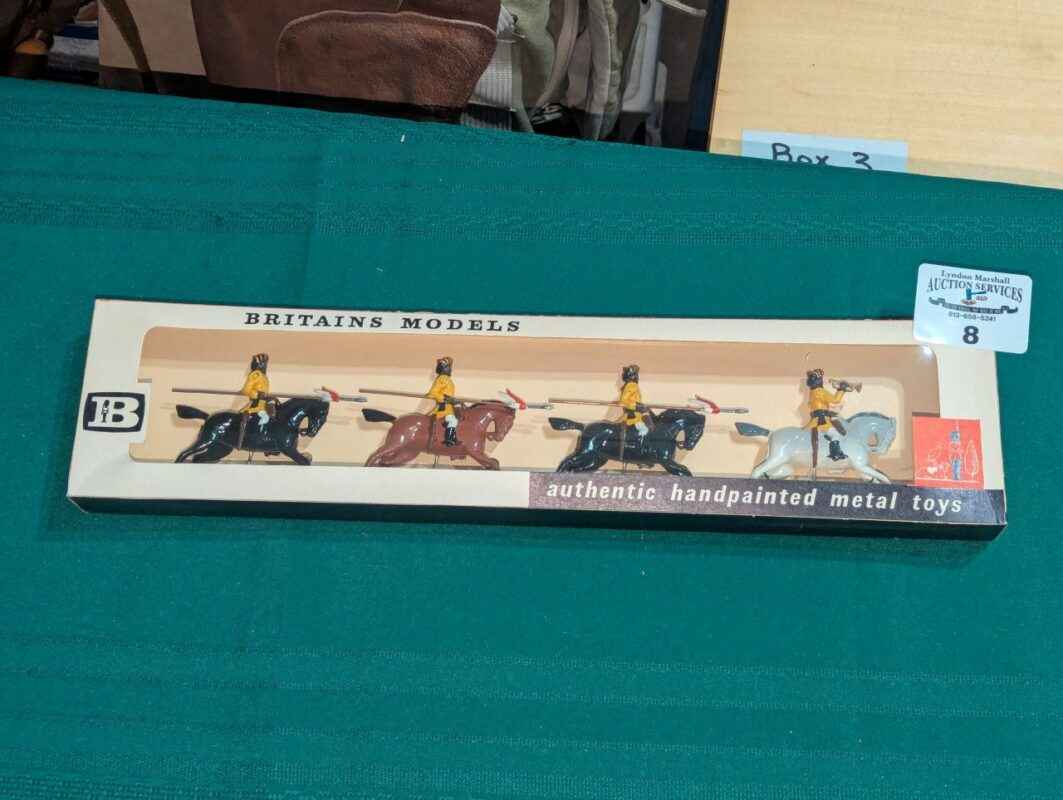 Box 3
Lyndon Marshall
AUCTION SERVICES
8
BRITAINS MODELS
B
authentic handpainted metal toys